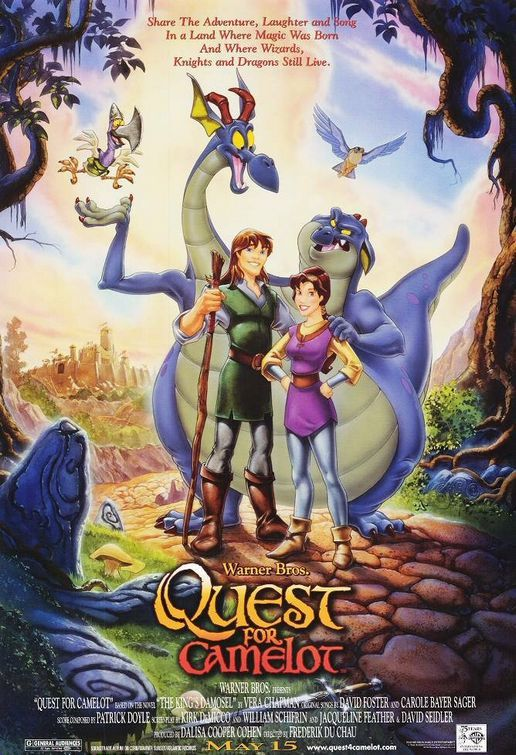 Share The Adventure, Laughter and Song
In a Land Where Magic Was Born
And Where Wizards,
Knights and Dragons Still Live.
Warner Bros.
QUEST
FOR
CAMELOT
WARNER BROS. PRESENTS
"QUEST FOR CAMELOT" BASED ON THE NOVEL "THE KING'S DAMOSEL" BY VERA CHAPMAN ORIGINAL SONGS BY DAVID FOSTER AND CAROLE BAYER SAGER
SCORE COMPOSED BY PATRICK DOYLE SCREENPLAY BY KIRK DeMICCO AND WILLIAM SCHIFRIN AND JACQUELINE FEATHER & DAVID SEIDLER
PRODUCED BY DALISA COOPER COHEN DIRECTED BY FREDERIK DU CHAU
G GENERAL AUDIENCES
MAY 15
www.quest4camelot.com
75 YEARS